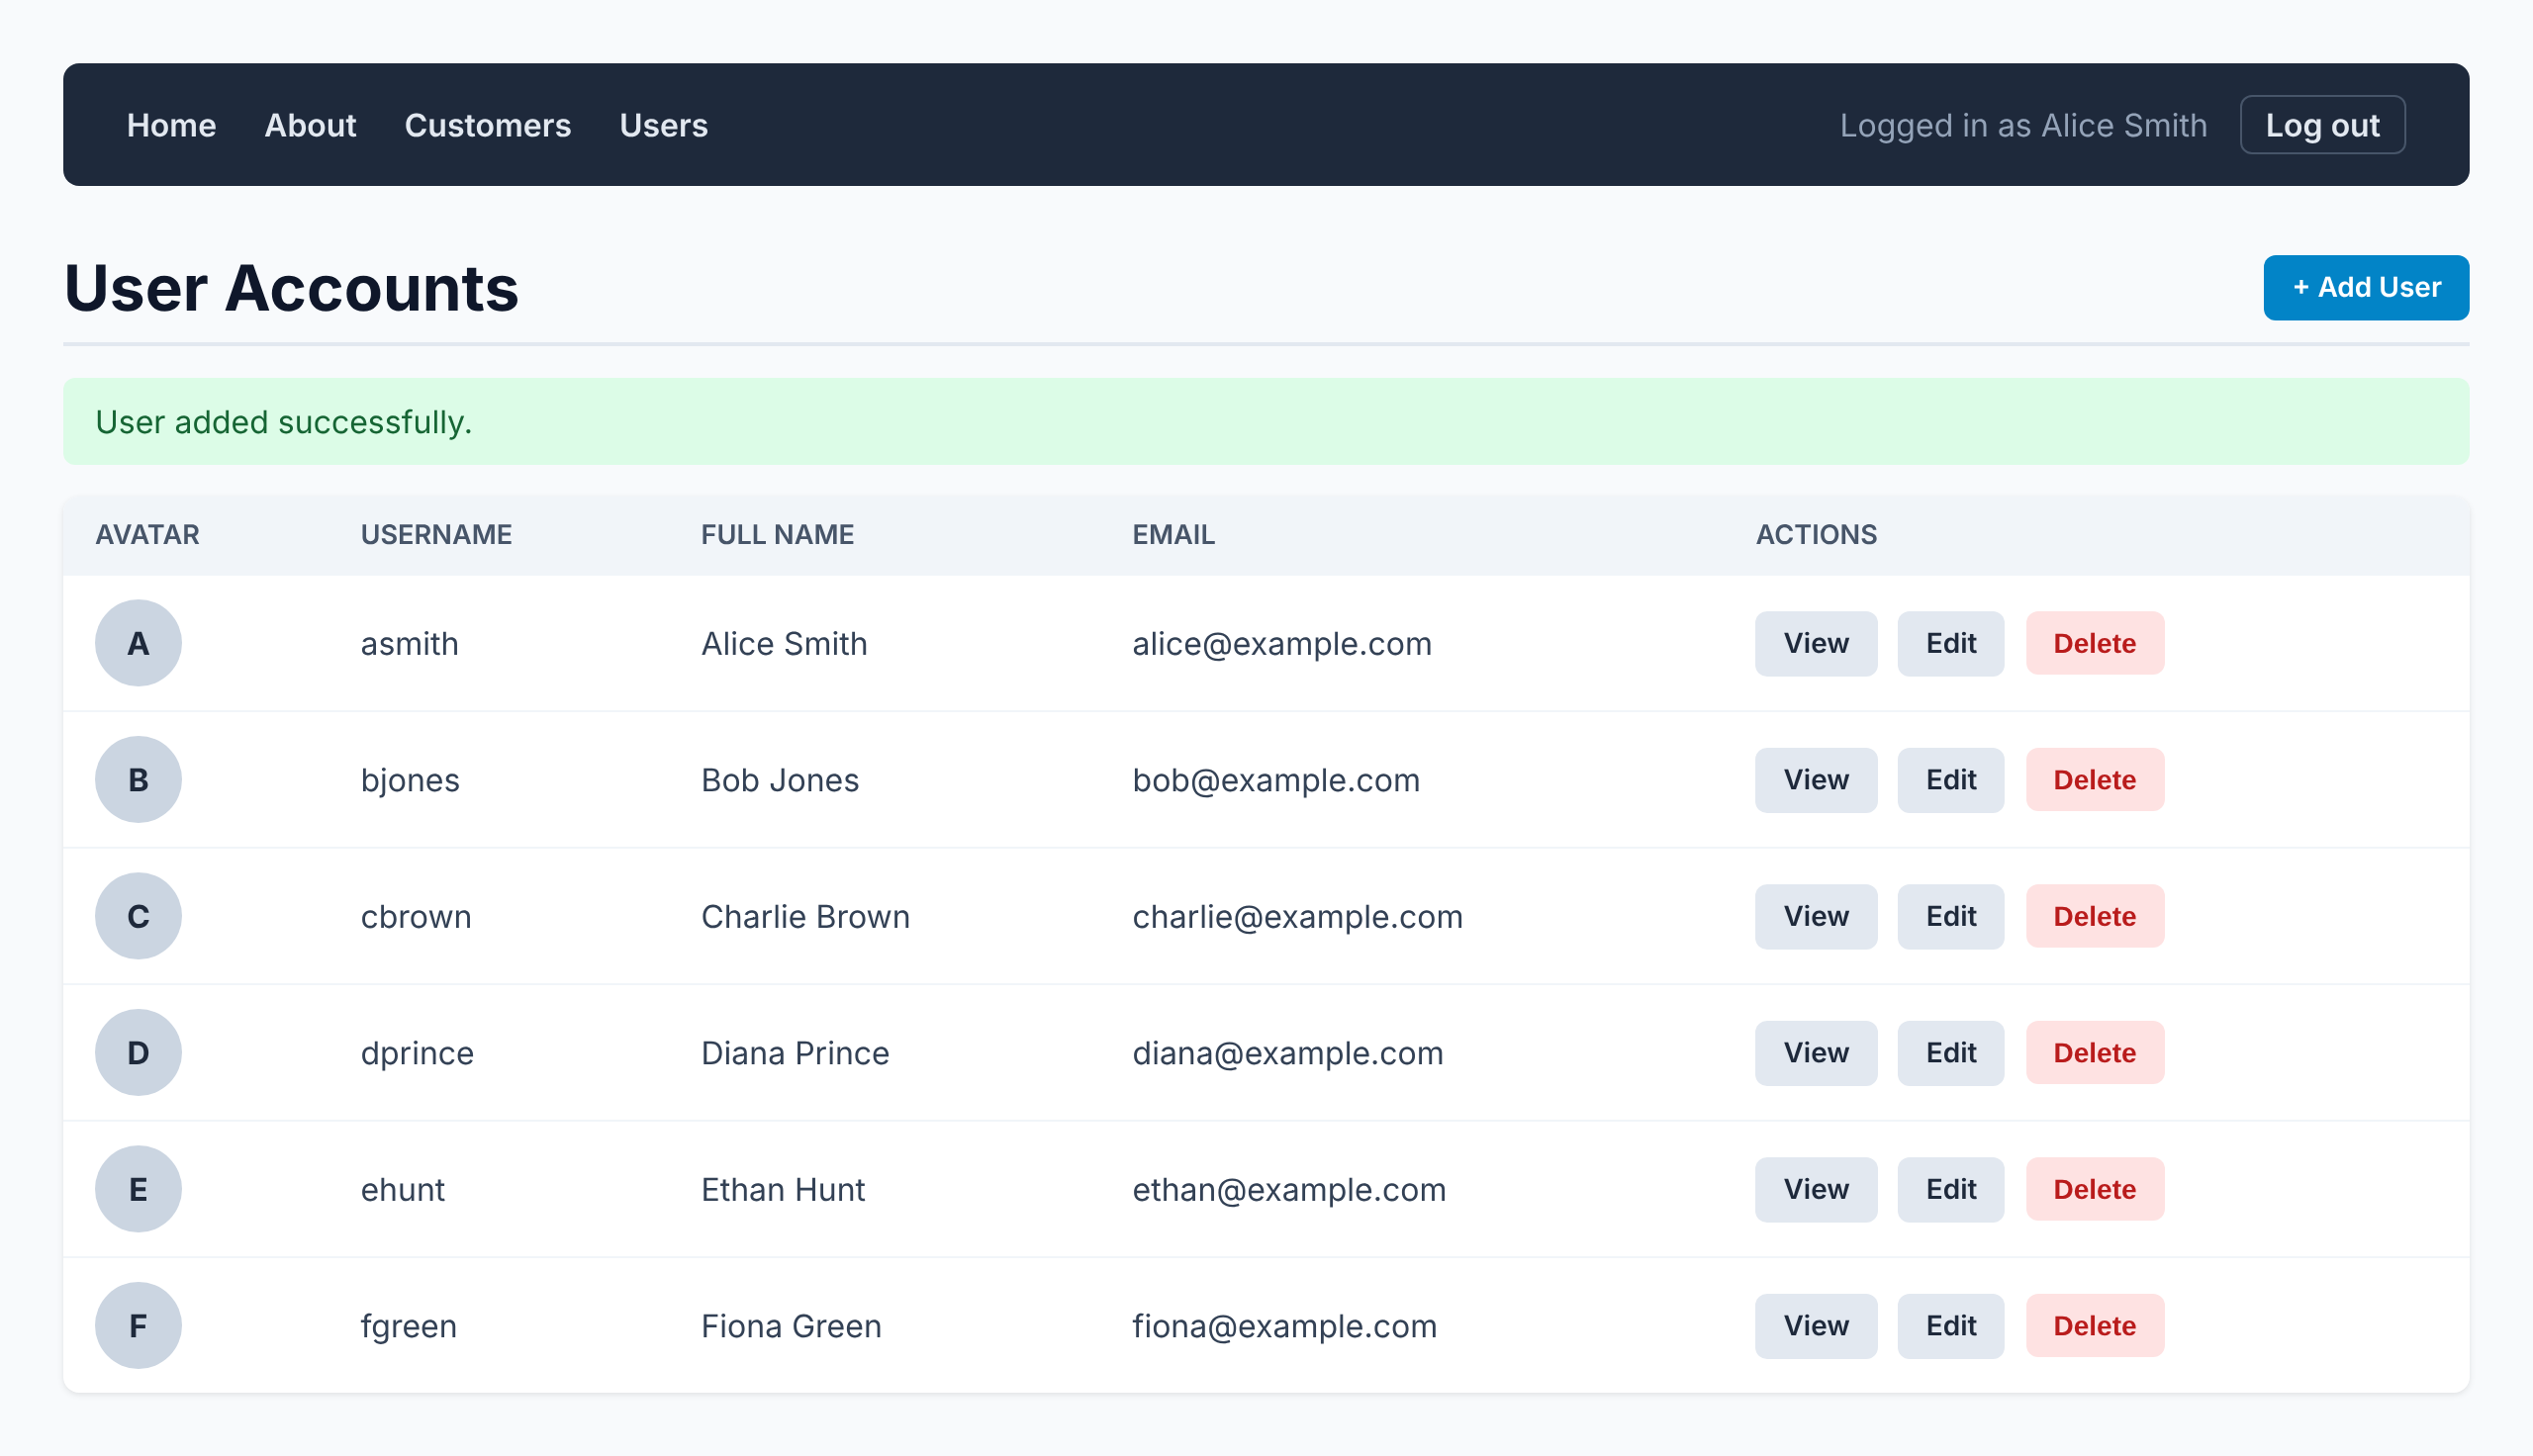 Home About Customers Users Logged in as Alice Smith Log out
User Accounts + Add User
User added successfully.
AVATAR USERNAME FULL NAME EMAIL ACTIONS
A asmith Alice Smith alice@example.com View Edit Delete
B bjones Bob Jones bob@example.com View Edit Delete
C cbrown Charlie Brown charlie@example.com View Edit Delete
D dprince Diana Prince diana@example.com View Edit Delete
E ehunt Ethan Hunt ethan@example.com View Edit Delete
F fgreen Fiona Green fiona@example.com View Edit Delete